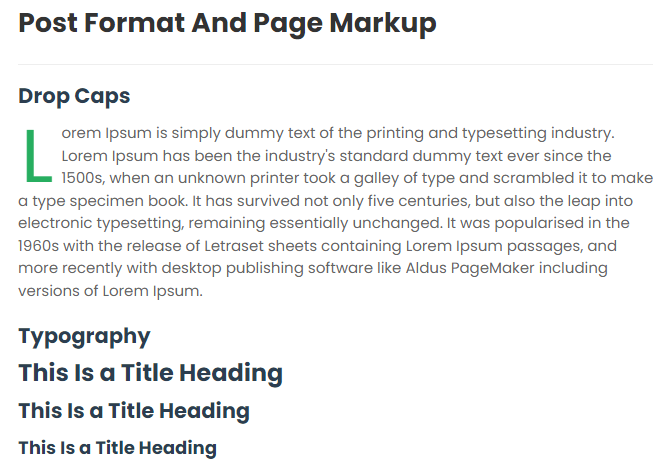 Post Format And Page Markup
Drop Caps
Lorem Ipsum is simply dummy text of the printing and typesetting industry.
Lorem Ipsum has been the industry's standard dummy text ever since the
1500s, when an unknown printer took a galley of type and scrambled it to make
a type specimen book. It has survived not only five centuries, but also the leap into
electronic typesetting, remaining essentially unchanged. It was popularised in the
1960s with the release of Letraset sheets containing Lorem Ipsum passages, and
more recently with desktop publishing software like Aldus PageMaker including
versions of Lorem Ipsum.
Typography
This Is a Title Heading
This Is a Title Heading
This Is a Title Heading